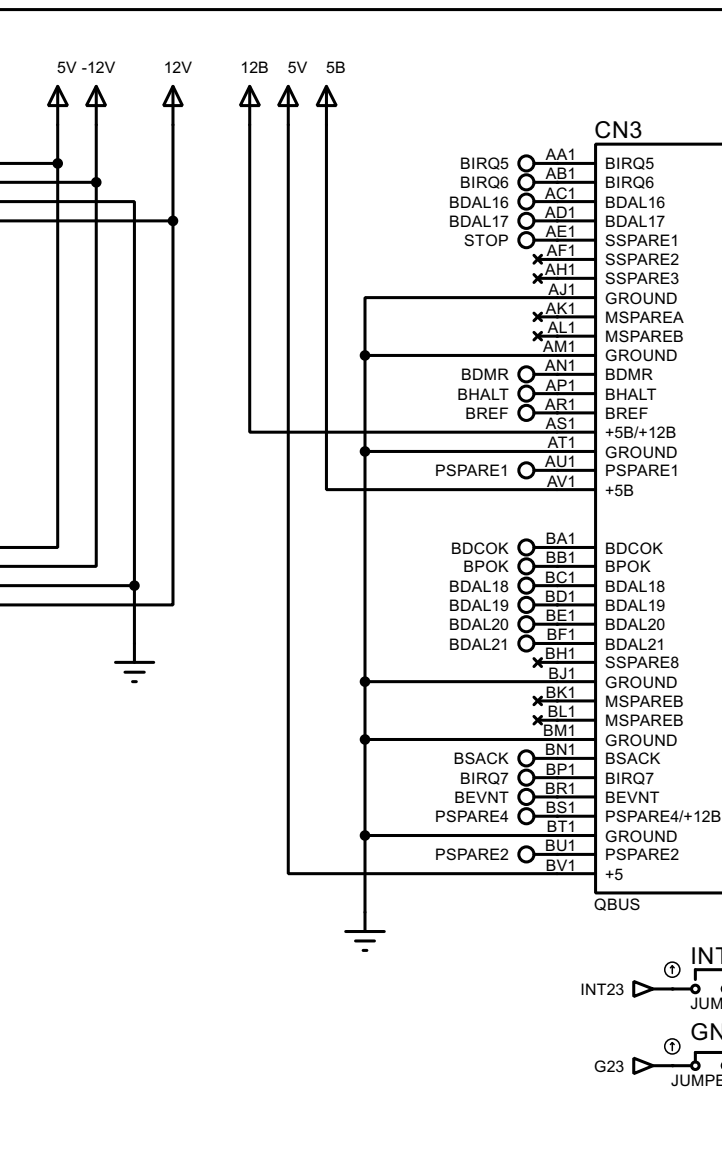 5V -12V 12V 12B 5V 5B
CN3
BIRQ5 AA1 BIRQ5
BIRQ6 AB1 BIRQ6
BDAL16 AC1 BDAL16
BDAL17 AD1 BDAL17
STOP AE1 SSPARE1
AF1 SSPARE2
AH1 SSPARE3
AJ1 GROUND
AK1 MSPAREA
AL1 MSPAREB
AM1 GROUND
BDMR AN1 BDMR
BHALT AP1 BHALT
BREF AR1 BREF
AS1 +5B/+12B
AT1 GROUND
PSPARE1 AU1 PSPARE1
AV1 +5B
BDCOK BA1 BDCOK
BPOK BB1 BPOK
BDAL18 BC1 BDAL18
BDAL19 BD1 BDAL19
BDAL20 BE1 BDAL20
BDAL21 BF1 BDAL21
BH1 SSPARE8
BJ1 GROUND
BK1 MSPAREB
BL1 MSPAREB
BM1 GROUND
BSACK BN1 BSACK
BIRQ7 BP1 BIRQ7
BEVNT BR1 BEVNT
PSPARE4 BS1 PSPARE4/+12B
BT1 GROUND
PSPARE2 BU1 PSPARE2
BV1 +5
QBUS
INT
INT23
JUM
GN
G23
JUMPE